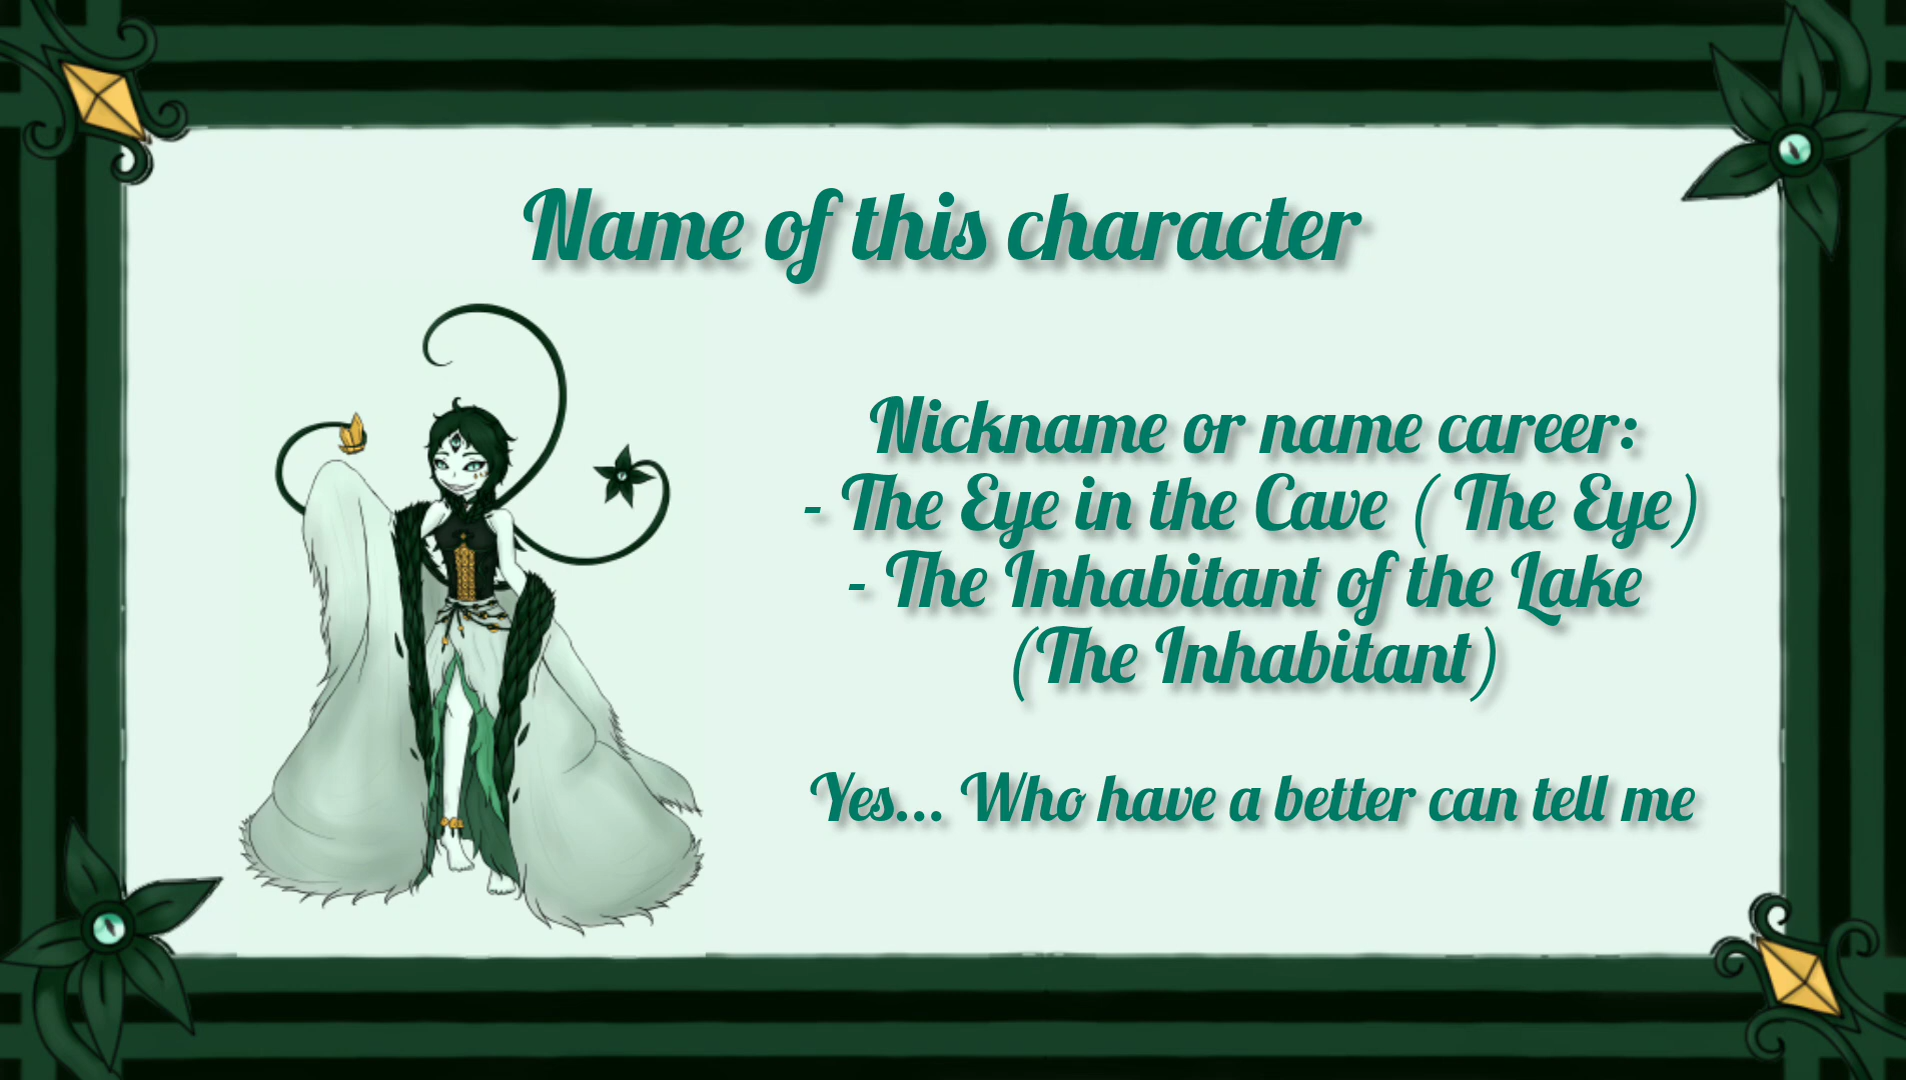 Name of this character
Nickname or name career:
- The Eye in the Cave ( The Eye)
- The Inhabitant of the Lake
(The Inhabitant)
Yes... Who have a better can tell me